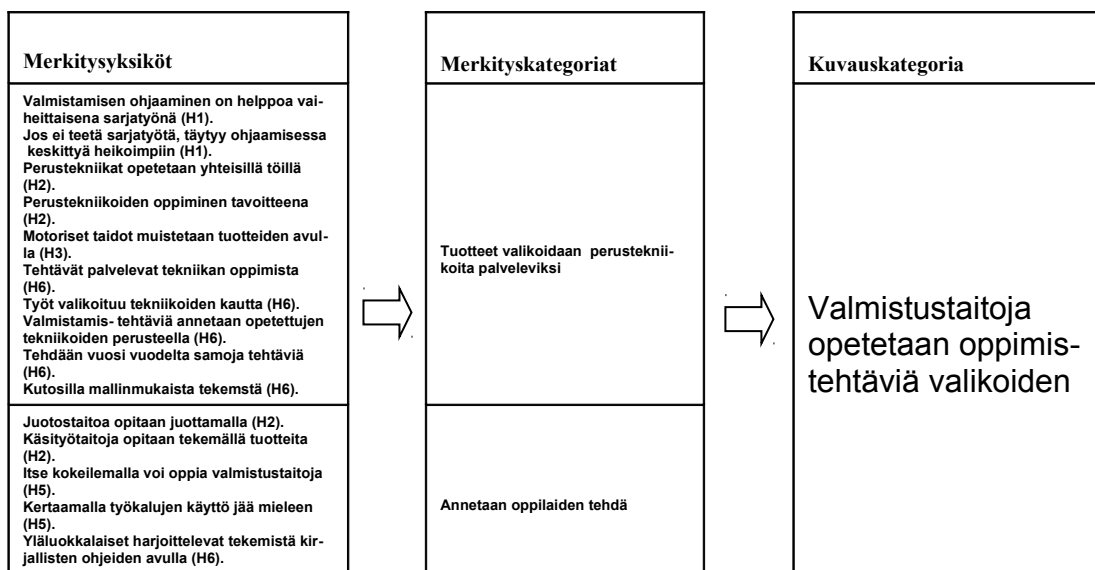 Merkitysyksiköt
Valmistamisen ohjaaminen on helppoa vai-
heittaisena sarjatyönä (H1).
Jos ei teetä sarjatyötä, täytyy ohjaamisessa
keskittyä heikoimpiin (H1).
Perustekniikat opetetaan yhteisillä töillä
(H2).
Perustekniikoiden oppiminen tavoitteena
(H2).
Motoriset taidot muistetaan tuotteiden avul-
la (H3).
Tehtävät palvelevat tekniikan oppimista
(H6).
Työt valikoituu tekniikoiden kautta (H6).
Valmistamis- tehtäviä annetaan opetettujen
tekniikoiden perusteella (H6).
Tehdään vuosi vuodelta samoja tehtäviä
(H6).
Kutosilla mallinmukaista tekemstä (H6).
Juotostaitoa opitaan juottamalla (H2).
Käsityötaitoja opitaan tekemällä tuotteita
(H2).
Itse kokeilemalla voi oppia valmistustaitoja
(H5).
Kertaamalla työkalujen käyttö jää mieleen
(H5).
Yläluokkalaiset harjoittelevat tekemistä kir-
jallisten ohjeiden avulla (H6).
Merkityskategoriat
Tuotteet valikoidaan perusteknii-
koita palveleviksi
Annetaan oppilaiden tehdä
Kuvauskategoria
Valmistustaitoja
opetetaan oppimis-
tehtäviä valikoiden